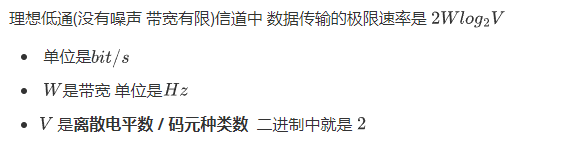 理想低通(没有噪声 带宽有限)信道中 数据传输的极限速率是 2Wlog₂V
• 单位是bit/s
• W是带宽 单位是Hz
• V 是离散电平数 / 码元种类数 二进制中就是 2